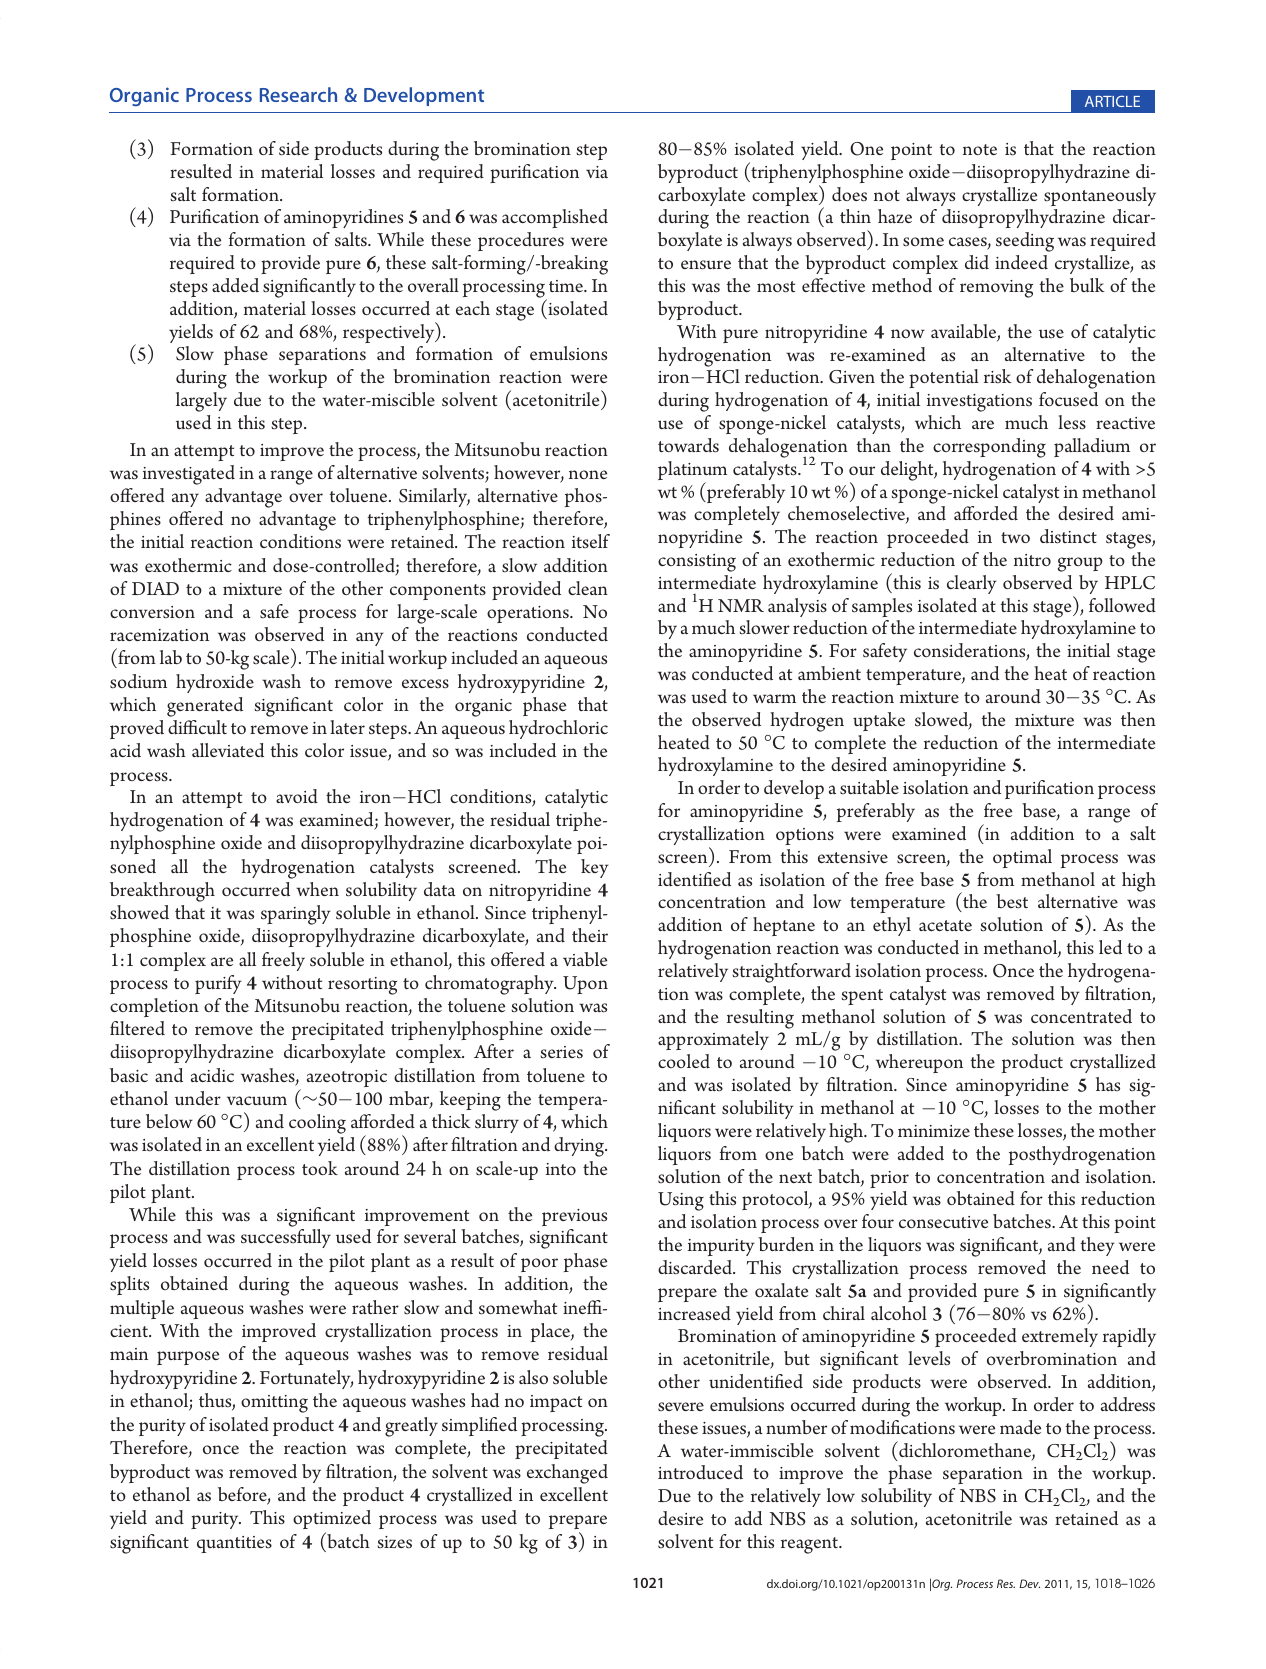 Organic Process Research & Development
ARTICLE
(3) Formation of side products during the bromination step
resulted in material losses and required purification via
salt formation.
(4) Purification of aminopyridines 5 and 6 was accomplished
via the formation of salts. While these procedures were
required to provide pure 6, these salt-forming/-breaking
steps added significantly to the overall processing time. In
addition, material losses occurred at each stage (isolated
yields of 62 and 68%, respectively).
(5) Slow phase separations and formation of emulsions
during the workup of the bromination reaction were
largely due to the water-miscible solvent (acetonitrile)
used in this step.
In an attempt to improve the process, the Mitsunobu reaction
was investigated in a range of alternative solvents; however, none
offered any advantage over toluene. Similarly, alternative phos-
phines offered no advantage to triphenylphosphine; therefore,
the initial reaction conditions were retained. The reaction itself
was exothermic and dose-controlled; therefore, a slow addition
of DIAD to a mixture of the other components provided clean
conversion and a safe process for large-scale operations. No
racemization was observed in any of the reactions conducted
(from lab to 50-kg scale). The initial workup included an aqueous
sodium hydroxide wash to remove excess hydroxypyridine 2,
which generated significant color in the organic phase that
proved difficult to remove in later steps. An aqueous hydrochloric
acid wash alleviated this color issue, and so was included in the
process.
In an attempt to avoid the iron−HCl conditions, catalytic
hydrogenation of 4 was examined; however, the residual triphe-
nylphosphine oxide and diisopropylhydrazine dicarboxylate poi-
soned all the hydrogenation catalysts screened. The key
breakthrough occurred when solubility data on nitropyridine 4
showed that it was sparingly soluble in ethanol. Since triphenyl-
phosphine oxide, diisopropylhydrazine dicarboxylate, and their
1:1 complex are all freely soluble in ethanol, this offered a viable
process to purify 4 without resorting to chromatography. Upon
completion of the Mitsunobu reaction, the toluene solution was
filtered to remove the precipitated triphenylphosphine oxide−
diisopropylhydrazine dicarboxylate complex. After a series of
basic and acidic washes, azeotropic distillation from toluene to
ethanol under vacuum (∼50−100 mbar, keeping the tempera-
ture below 60 °C) and cooling afforded a thick slurry of 4, which
was isolated in an excellent yield (88%) after filtration and drying.
The distillation process took around 24 h on scale-up into the
pilot plant.
While this was a significant improvement on the previous
process and was successfully used for several batches, significant
yield losses occurred in the pilot plant as a result of poor phase
splits obtained during the aqueous washes. In addition, the
multiple aqueous washes were rather slow and somewhat ineffi-
cient. With the improved crystallization process in place, the
main purpose of the aqueous washes was to remove residual
hydroxypyridine 2. Fortunately, hydroxypyridine 2 is also soluble
in ethanol; thus, omitting the aqueous washes had no impact on
the purity of isolated product 4 and greatly simplified processing.
Therefore, once the reaction was complete, the precipitated
byproduct was removed by filtration, the solvent was exchanged
to ethanol as before, and the product 4 crystallized in excellent
yield and purity. This optimized process was used to prepare
significant quantities of 4 (batch sizes of up to 50 kg of 3) in
80−85% isolated yield. One point to note is that the reaction
byproduct (triphenylphosphine oxide−diisopropylhydrazine di-
carboxylate complex) does not always crystallize spontaneously
during the reaction (a thin haze of diisopropylhydrazine dicar-
boxylate is always observed). In some cases, seeding was required
to ensure that the byproduct complex did indeed crystallize, as
this was the most effective method of removing the bulk of the
byproduct.
With pure nitropyridine 4 now available, the use of catalytic
hydrogenation was re-examined as an alternative to the
iron−HCl reduction. Given the potential risk of dehalogenation
during hydrogenation of 4, initial investigations focused on the
use of sponge-nickel catalysts, which are much less reactive
towards dehalogenation than the corresponding palladium or
platinum catalysts.12 To our delight, hydrogenation of 4 with >5
wt % (preferably 10 wt %) of a sponge-nickel catalyst in methanol
was completely chemoselective, and afforded the desired ami-
nopyridine 5. The reaction proceeded in two distinct stages,
consisting of an exothermic reduction of the nitro group to the
intermediate hydroxylamine (this is clearly observed by HPLC
and 1H NMR analysis of samples isolated at this stage), followed
by a much slower reduction of the intermediate hydroxylamine to
the aminopyridine 5. For safety considerations, the initial stage
was conducted at ambient temperature, and the heat of reaction
was used to warm the reaction mixture to around 30−35 °C. As
the observed hydrogen uptake slowed, the mixture was then
heated to 50 °C to complete the reduction of the intermediate
hydroxylamine to the desired aminopyridine 5.
In order to develop a suitable isolation and purification process
for aminopyridine 5, preferably as the free base, a range of
crystallization options were examined (in addition to a salt
screen). From this extensive screen, the optimal process was
identified as isolation of the free base 5 from methanol at high
concentration and low temperature (the best alternative was
addition of heptane to an ethyl acetate solution of 5). As the
hydrogenation reaction was conducted in methanol, this led to a
relatively straightforward isolation process. Once the hydrogena-
tion was complete, the spent catalyst was removed by filtration,
and the resulting methanol solution of 5 was concentrated to
approximately 2 mL/g by distillation. The solution was then
cooled to around −10 °C, whereupon the product crystallized
and was isolated by filtration. Since aminopyridine 5 has sig-
nificant solubility in methanol at −10 °C, losses to the mother
liquors were relatively high. To minimize these losses, the mother
liquors from one batch were added to the posthydrogenation
solution of the next batch, prior to concentration and isolation.
Using this protocol, a 95% yield was obtained for this reduction
and isolation process over four consecutive batches. At this point
the impurity burden in the liquors was significant, and they were
discarded. This crystallization process removed the need to
prepare the oxalate salt 5a and provided pure 5 in significantly
increased yield from chiral alcohol 3 (76−80% vs 62%).
Bromination of aminopyridine 5 proceeded extremely rapidly
in acetonitrile, but significant levels of overbromination and
other unidentified side products were observed. In addition,
severe emulsions occurred during the workup. In order to address
these issues, a number of modifications were made to the process.
A water-immiscible solvent (dichloromethane, CH2Cl2) was
introduced to improve the phase separation in the workup.
Due to the relatively low solubility of NBS in CH2Cl2, and the
desire to add NBS as a solution, acetonitrile was retained as a
solvent for this reagent.
1021
dx.doi.org/10.1021/op200131n |Org. Process Res. Dev. 2011, 15, 1018–1026